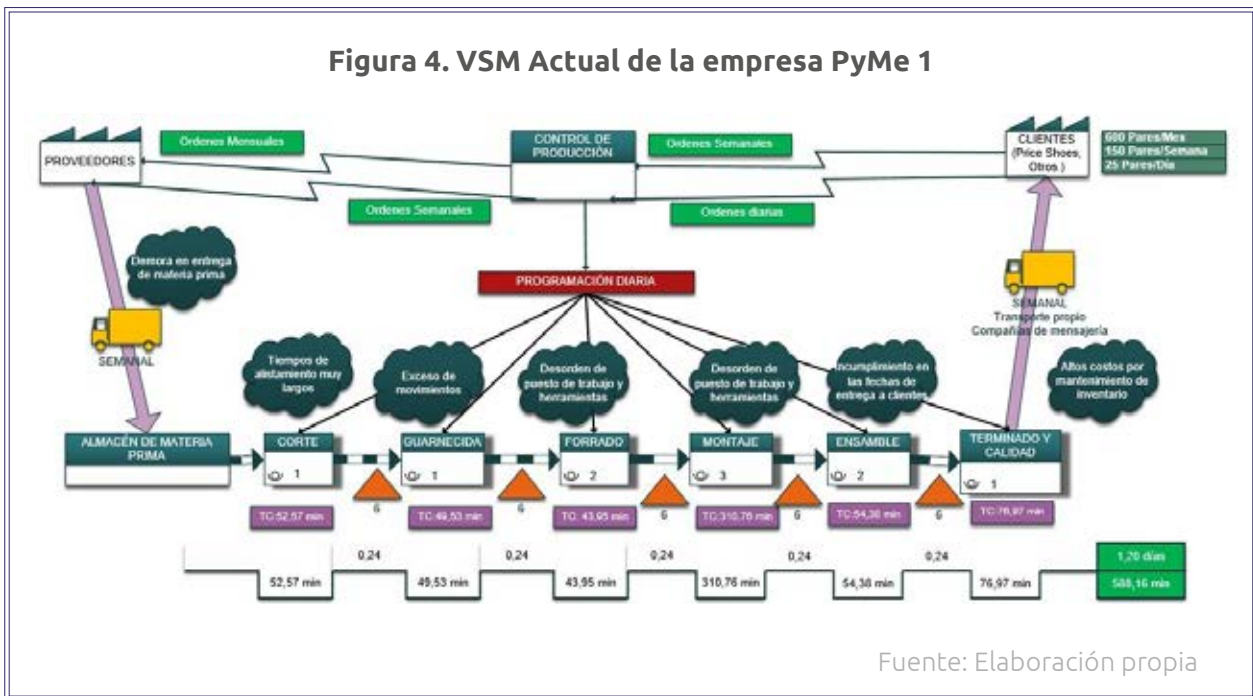 Figura 4. VSM Actual de la empresa PyMe 1
PROVEEDORES
Ordenes Mensuales
CONTROL DE
PRODUCCIÓN
Ordenes Semanales
CLIENTES
(Price Shoes,
Otros.)
600 Pares/Mex
150 Pares/Semana
25 Pares/Día
Ordenes Semanales
Ordenes diarias
Demora en entrega
de materia prima
PROGRAMACIÓN DIARIA
SEMANAL
SEMANAL
Transporte propio
Compañías de mensajería
Tiempos de
alistamiento muy
largos
Exceso de
movimientos
Desorden de
puesto de trabajo y
herramientas
Desorden de
puesto de trabajo y
herramientas
Incumplimiento en
las fechas de
entrega a clientes
Altos costos por
mantenimiento de
inventario
ALMACÉN DE MATERIA
PRIMA
CORTE
1
GUARNECIDA
1
FORRADO
2
MONTAJE
3
ENSAMBLE
2
TERMINADO Y
CALIDAD
1
6
6
6
6
6
TC:52,57 min
TC:49,53 min
TC: 43,95 min
TC:310,76 min
TC:54,38 min
TC:76,97 min
0,24
0,24
0,24
0,24
0,24
1,20 días
52,57 min
49,53 min
43,95 min
310,76 min
54,38 min
76,97 min
588,16 min
Fuente: Elaboración propia